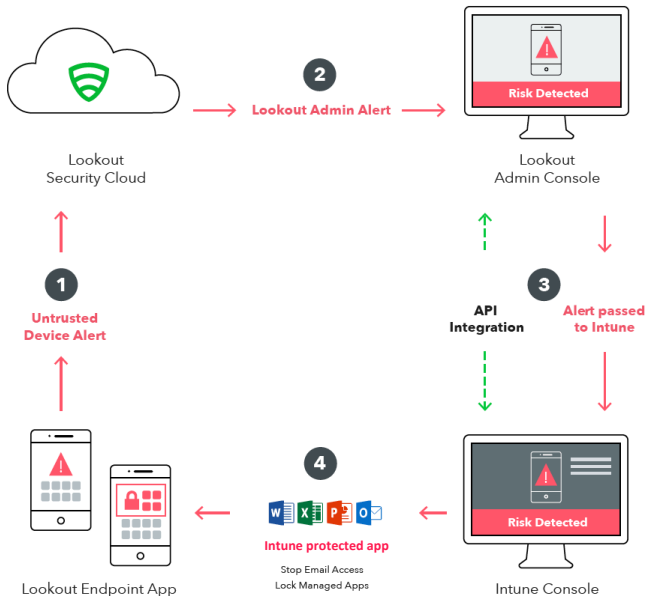 2
Risk Detected
Lookout Admin Alert
Lookout
Security Cloud
Lookout
Admin Console
1
3
Untrusted
Device Alert
API
Integration
Alert passed
to Intune
4
W
X
P
O
Risk Detected
Intune protected app
Stop Email Access
Lock Managed Apps
Lookout Endpoint App
Intune Console